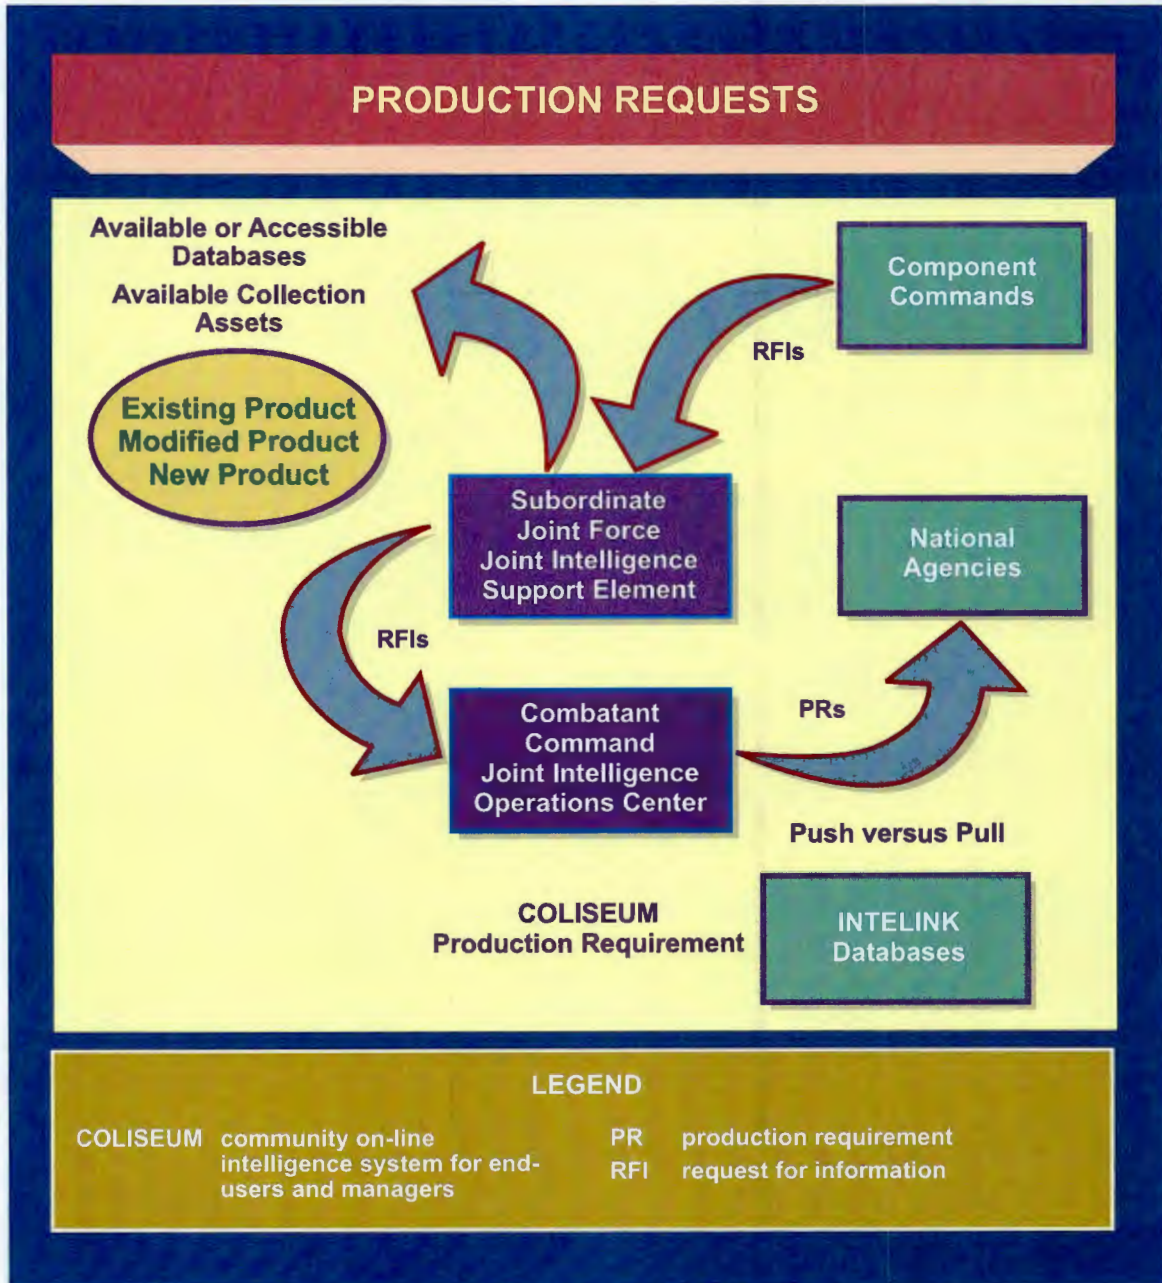 PRODUCTION REQUESTS
Available or Accessible
Databases
Available Collection
Assets
Existing Product
Modified Product
New Product
Component
Commands
RFIs
Subordinate
Joint Force
Joint Intelligence
Support Element
National
Agencies
RFIs
Combatant
Command
Joint Intelligence
Operations Center
PRs
Push versus Pull
COLISEUM
Production Requirement
INTELINK
Databases
LEGEND
COLISEUM community on-line
intelligence system for end-
users and managers
PR production requirement
RFI request for information